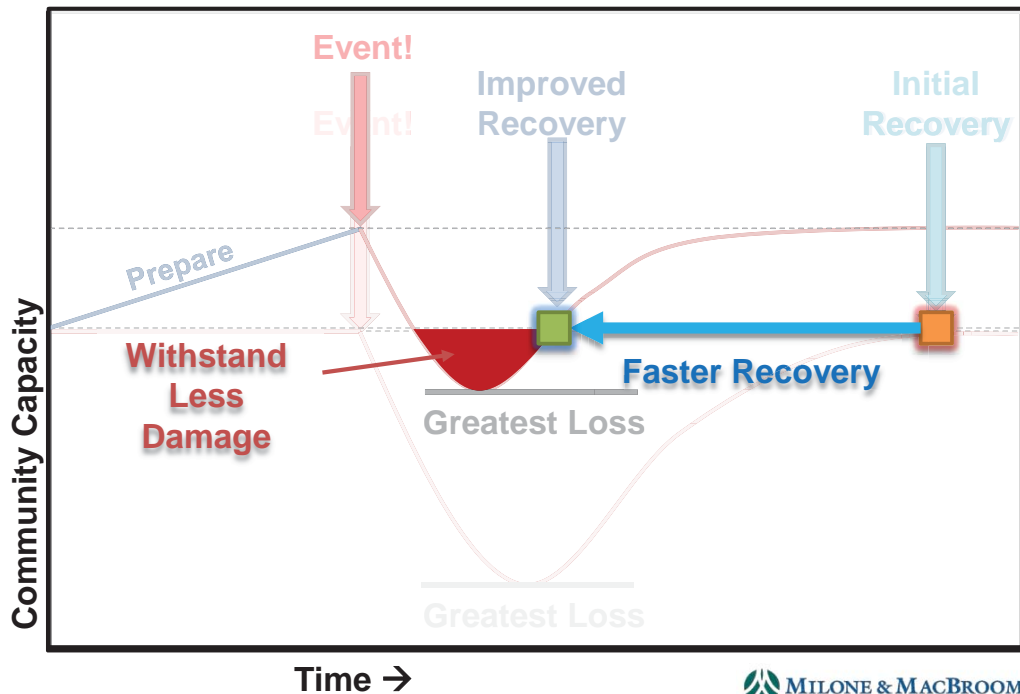 Event!
Event!
Improved
Recovery
Initial
Recovery
Prepare
Withstand
Less
Damage
Faster Recovery
Greatest Loss
Greatest Loss
Community Capacity
Time →
MILONE & MACBROOM